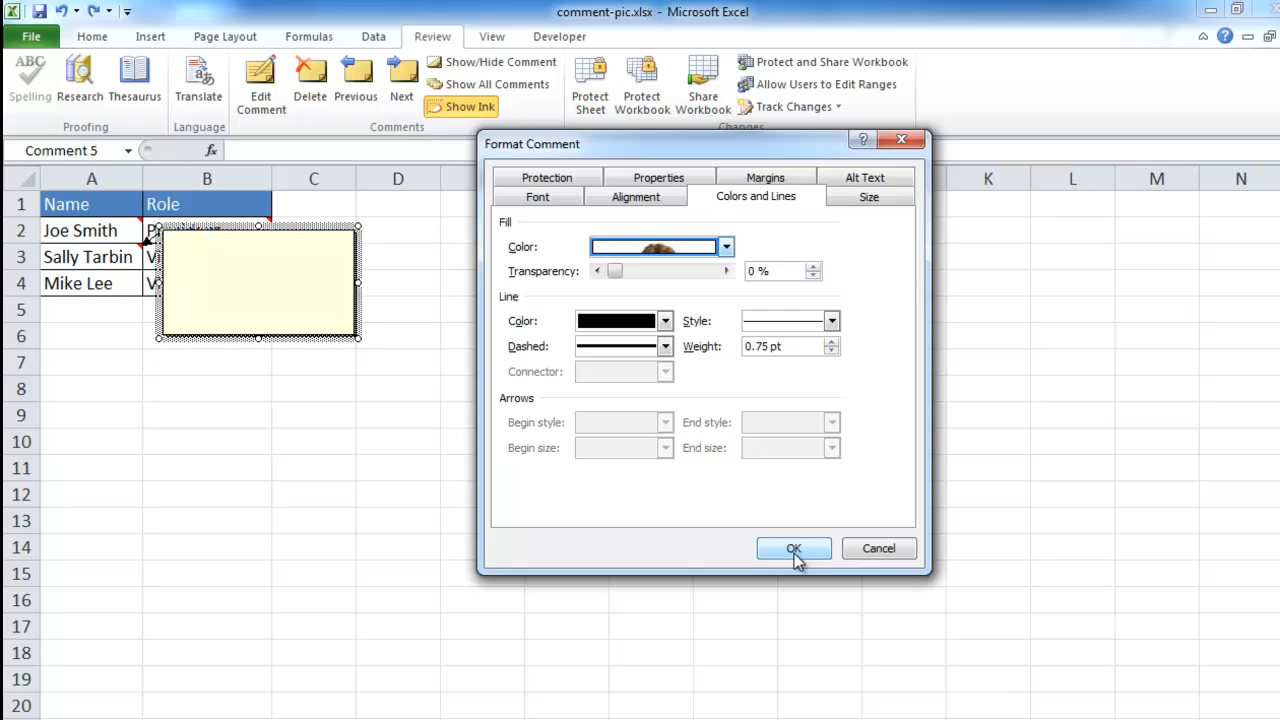 comment-pic.xlsx - Microsoft Excel
File Home Insert Page Layout Formulas Data Review View Developer
ABC
Spelling Research Thesaurus Translate Edit Comment Delete Previous Next
Show/Hide Comment
Show All Comments
Show Ink
Protect Sheet Protect Workbook Share Workbook
Protect and Share Workbook
Allow Users to Edit Ranges
Track Changes
Proofing Language Comments Changes
Comment 5 fx
A B C D K L M N
1 Name Role
2 Joe Smith
3 Sally Tarbin
4 Mike Lee
5
6
7
8
9
10
11
12
13
14
15
16
17
18
19
20
Format Comment
Protection Properties Margins Alt Text
Font Alignment Colors and Lines Size
Fill
Color:
Transparency: 0 %
Line
Color: Style:
Dashed: Weight: 0.75 pt
Connector:
Arrows
Begin style: End style:
Begin size: End size:
OK Cancel